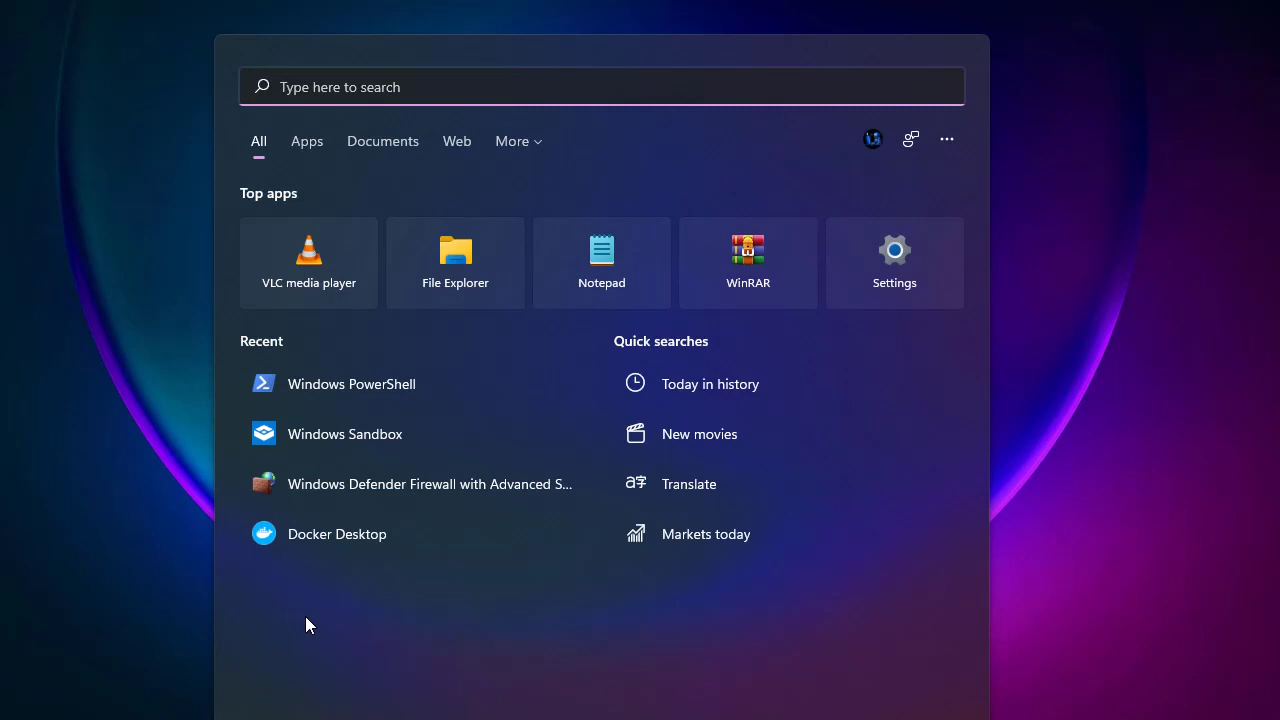 Type here to search
All Apps Documents Web More
Top apps
VLC media player File Explorer Notepad WinRAR Settings
Recent Quick searches
Windows PowerShell Today in history
Windows Sandbox New movies
Windows Defender Firewall with Advanced S... Translate
Docker Desktop Markets today